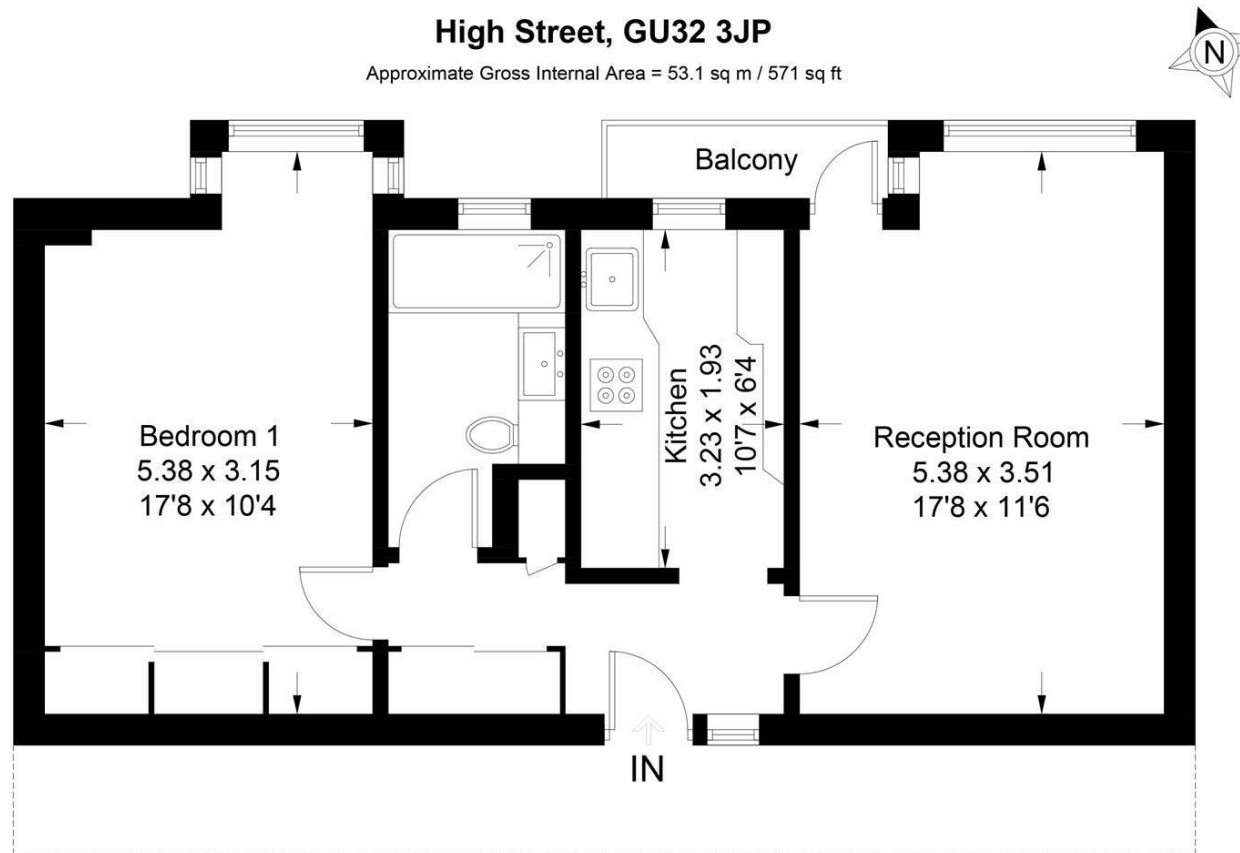 High Street, GU32 3JP
Approximate Gross Internal Area = 53.1 sq m / 571 sq ft
N
Balcony
Bedroom 1
5.38 x 3.15
17'8 x 10'4
Kitchen
3.23 x 1.93
10'7 x 6'4
Reception Room
5.38 x 3.51
17'8 x 11'6
IN